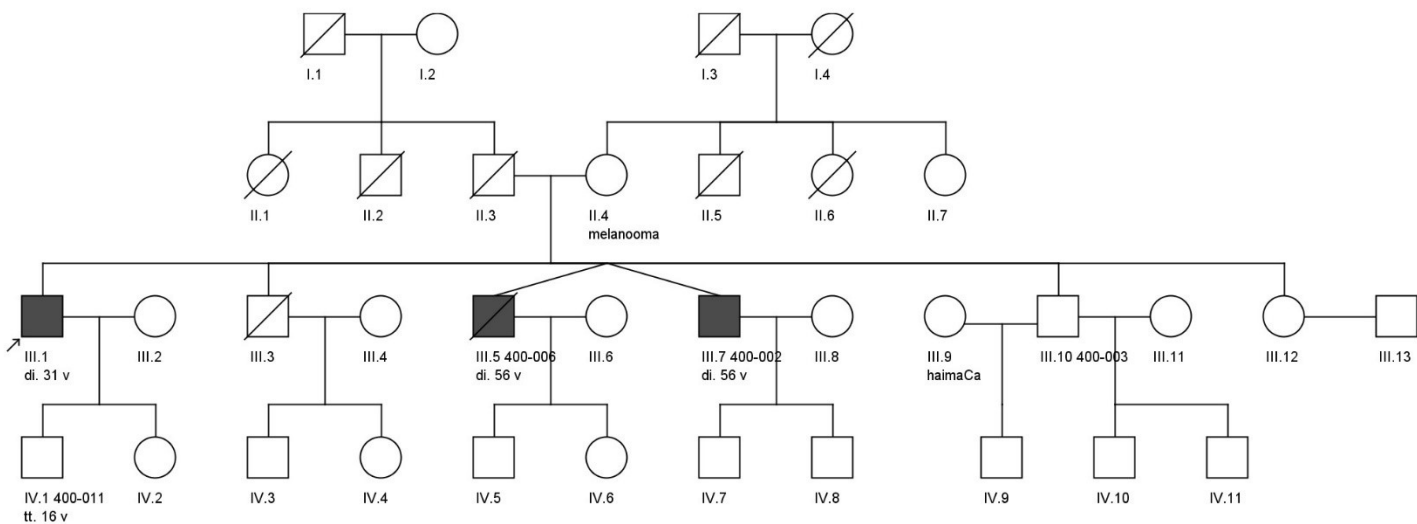 I.1 I.2 I.3 I.4
II.1 II.2 II.3 II.4 II.5 II.6 II.7
melanooma
III.1 III.2 III.3 III.4 III.5 400-006 III.6 III.7 400-002 III.8 III.9 III.10 400-003 III.11 III.12 III.13
di. 31 v di. 56 v di. 56 v haimaCa
IV.1 400-011 IV.2 IV.3 IV.4 IV.5 IV.6 IV.7 IV.8 IV.9 IV.10 IV.11
tt. 16 v